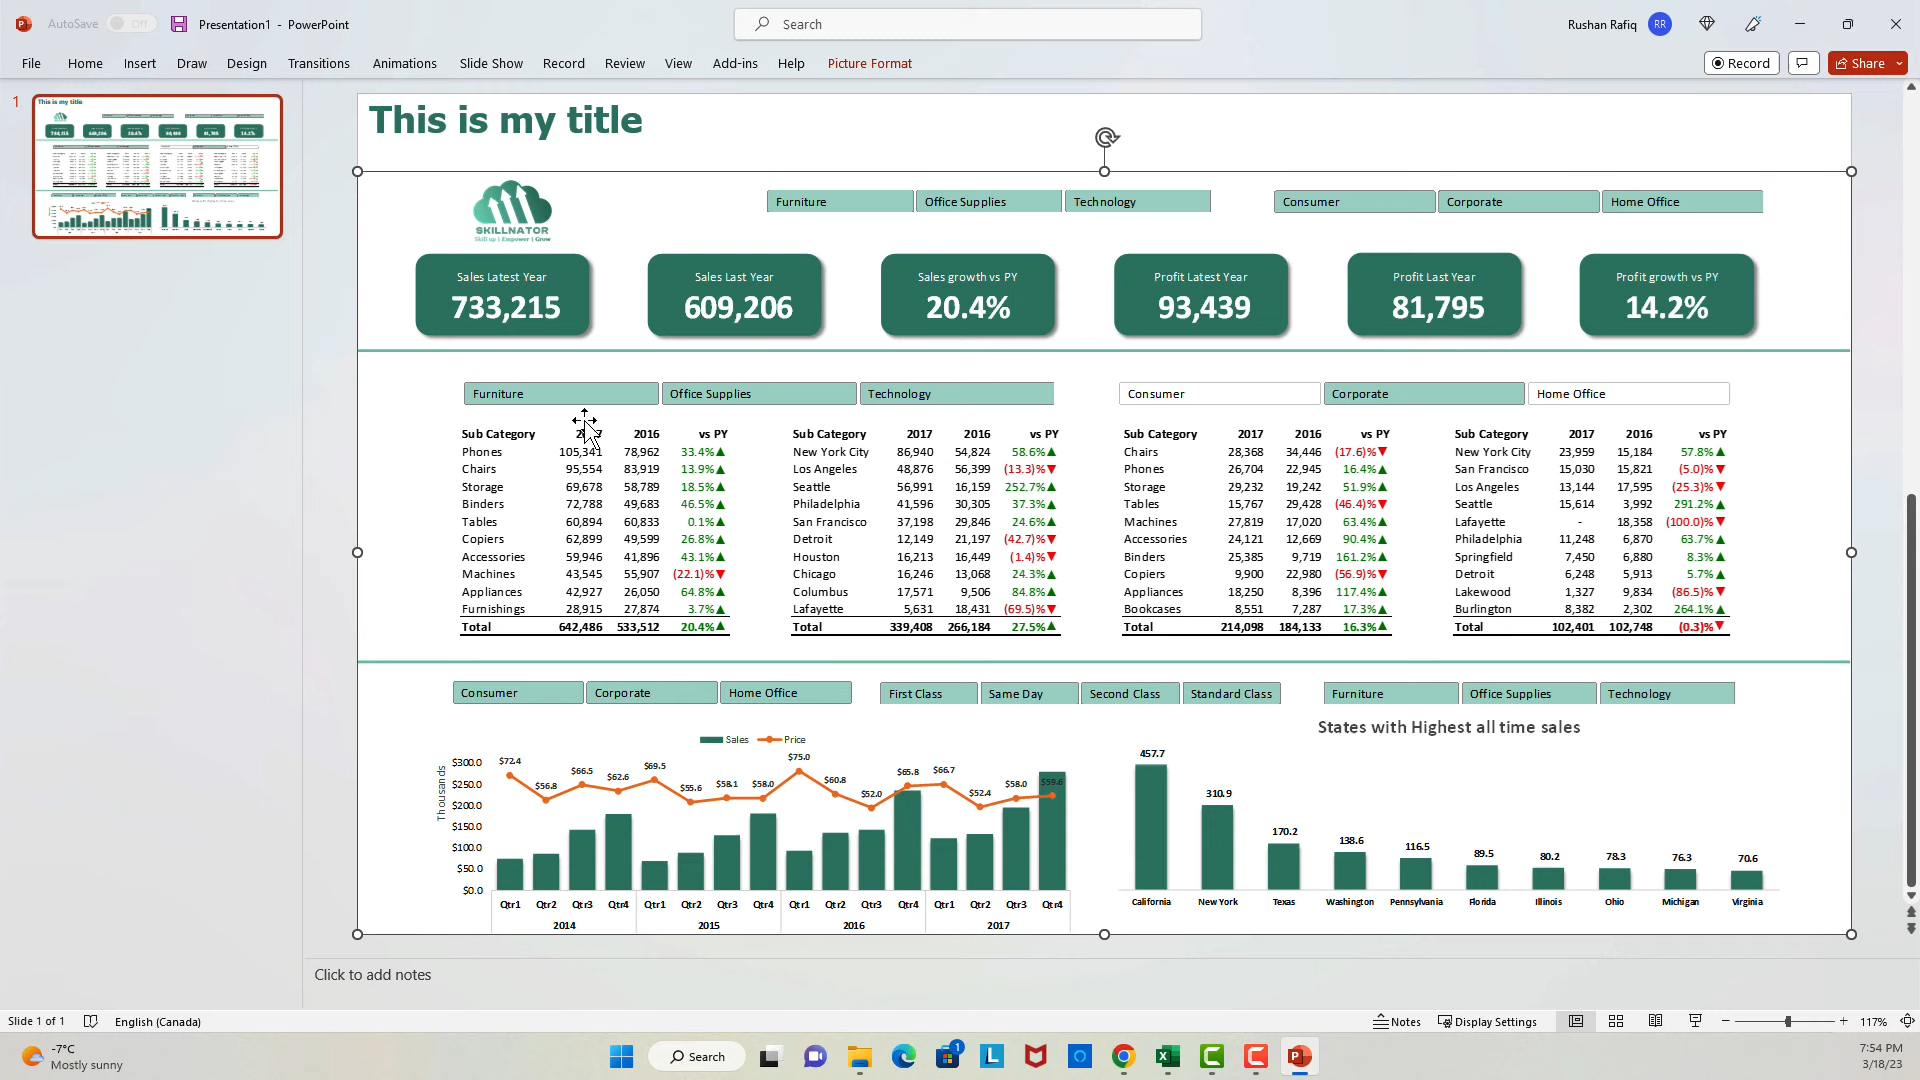 AutoSave Off Presentation1 - PowerPoint Search Rushan Rafiq RR
File Home Insert Draw Design Transitions Animations Slide Show Record Review View Add-ins Help Picture Format Record Share
1
This is my title
SKILLNATOR
Skill up | Empower | Grow
Furniture Office Supplies Technology Consumer Corporate Home Office
Sales Latest Year Sales Last Year Sales growth vs PY Profit Latest Year Profit Last Year Profit growth vs PY
733,215 609,206 20.4% 93,439 81,795 14.2%
Furniture Office Supplies Technology Consumer Corporate Home Office
Sub Category 2016 vs PY Sub Category 2017 2016 vs PY Sub Category 2017 2016 vs PY Sub Category 2017 2016 vs PY
Phones 105,341 78,962 33.4%▲ New York City 86,940 54,824 58.6%▲ Chairs 28,368 34,446 (17.6)%▼ New York City 23,959 15,184 57.8%▲
Chairs 95,554 83,919 13.9%▲ Los Angeles 48,876 56,399 (13.3)%▼ Phones 26,704 22,945 16.4%▲ San Francisco 15,030 15,821 (5.0)%▼
Storage 69,678 58,789 18.5%▲ Seattle 56,991 16,159 252.7%▲ Storage 29,232 19,242 51.9%▲ Los Angeles 13,144 17,595 (25.3)%▼
Binders 72,788 49,683 46.5%▲ Philadelphia 41,596 30,305 37.3%▲ Tables 15,767 29,428 (46.4)%▼ Seattle 15,614 3,992 291.2%▲
Tables 60,894 60,833 0.1%▲ San Francisco 37,198 29,846 24.6%▲ Machines 27,819 17,020 63.4%▲ Lafayette - 18,358 (100.0)%▼
Copiers 62,899 49,599 26.8%▲ Detroit 12,149 21,197 (42.7)%▼ Accessories 24,121 12,669 90.4%▲ Philadelphia 11,248 6,870 63.7%▲
Accessories 59,946 41,896 43.1%▲ Houston 16,213 16,449 (1.4)%▼ Binders 25,385 9,719 161.2%▲ Springfield 7,450 6,880 8.3%▲
Machines 43,545 55,907 (22.1)%▼ Chicago 16,246 13,068 24.3%▲ Copiers 9,900 22,980 (56.9)%▼ Detroit 6,248 5,913 5.7%▲
Appliances 42,927 26,050 64.8%▲ Columbus 17,571 9,506 84.8%▲ Appliances 18,250 8,396 117.4%▲ Lakewood 1,327 9,834 (86.5)%▼
Furnishings 28,915 27,874 3.7%▲ Lafayette 5,631 18,431 (69.5)%▼ Bookcases 8,551 7,287 17.3%▲ Burlington 8,382 2,302 264.1%▲
Total 642,486 533,512 20.4%▲ Total 339,408 266,184 27.5%▲ Total 214,098 184,133 16.3%▲ Total 102,401 102,748 (0.3)%▼
Consumer Corporate Home Office First Class Same Day Second Class Standard Class Furniture Office Supplies Technology
Sales Price
Thousands
$300.0
$250.0
$200.0
$150.0
$100.0
$50.0
$0.0
$72.4 $56.8 $66.5 $62.6 $69.5 $55.6 $58.1 $58.0 $75.0 $60.8 $52.0 $65.8 $66.7 $52.4 $58.0 $59.6
Qtr1 Qtr2 Qtr3 Qtr4 Qtr1 Qtr2 Qtr3 Qtr4 Qtr1 Qtr2 Qtr3 Qtr4 Qtr1 Qtr2 Qtr3 Qtr4
2014 2015 2016 2017
States with Highest all time sales
457.7 310.9 170.2 138.6 116.5 89.5 80.2 78.3 76.3 70.6
California New York Texas Washington Pennsylvania Florida Illinois Ohio Michigan Virginia
Click to add notes
Slide 1 of 1 English (Canada) Notes Display Settings 117%
-7°C
Mostly sunny
Search
1
7:54 PM
3/18/23